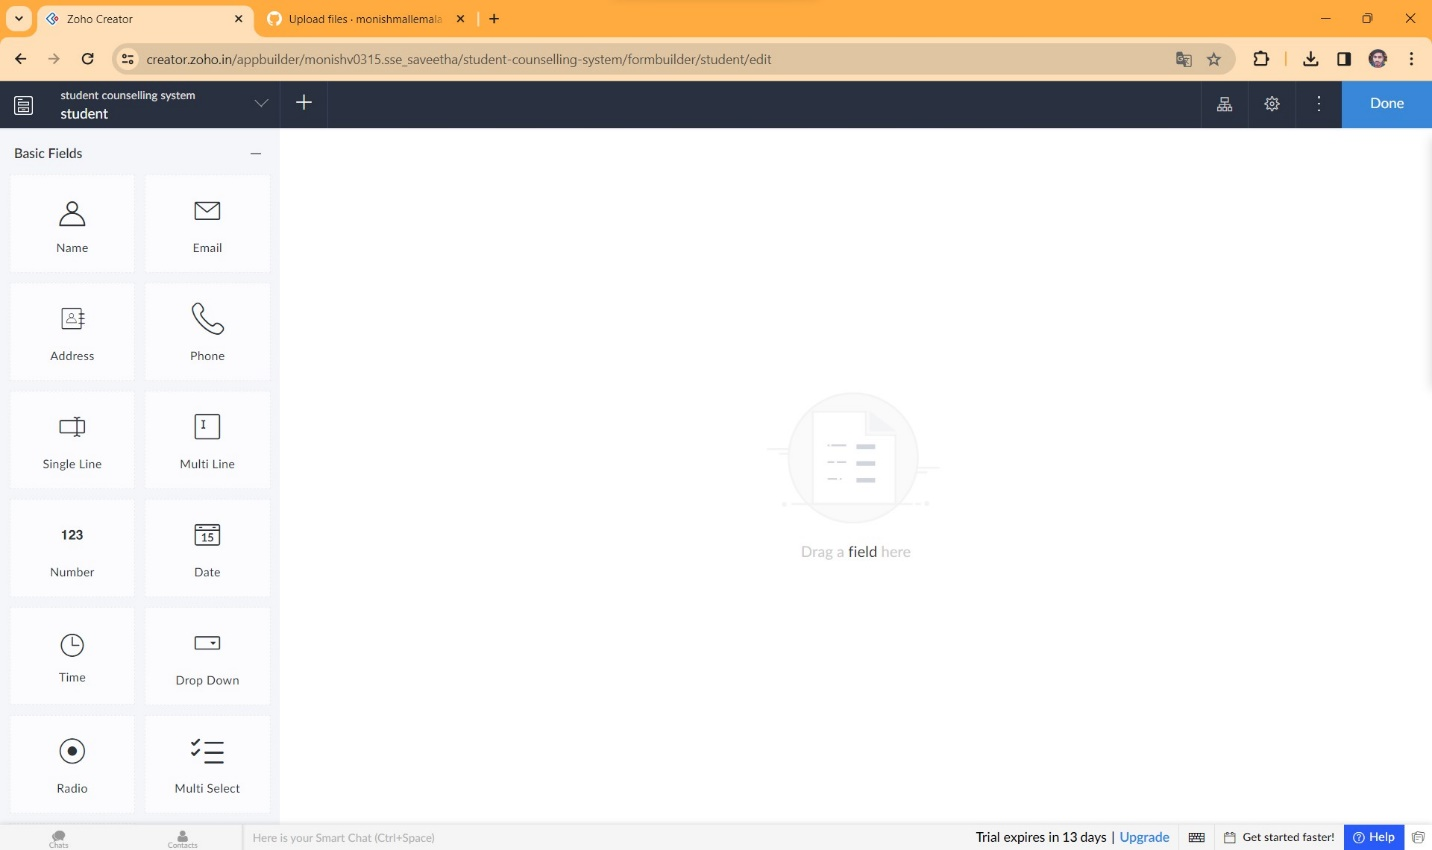 Zoho Creator
Upload files · monishmallemala
creator.zoho.in/appbuilder/monishv0315.sse_saveetha/student-counselling-system/formbuilder/student/edit
student counselling system
student
Done
Basic Fields
Name
Email
Address
Phone
Single Line
Multi Line
123
15
Number
Date
Time
Drop Down
Radio
Multi Select
Drag a field here
Chats
Contacts
Here is your Smart Chat (Ctrl+Space)
Trial expires in 13 days | Upgrade
Get started faster!
Help